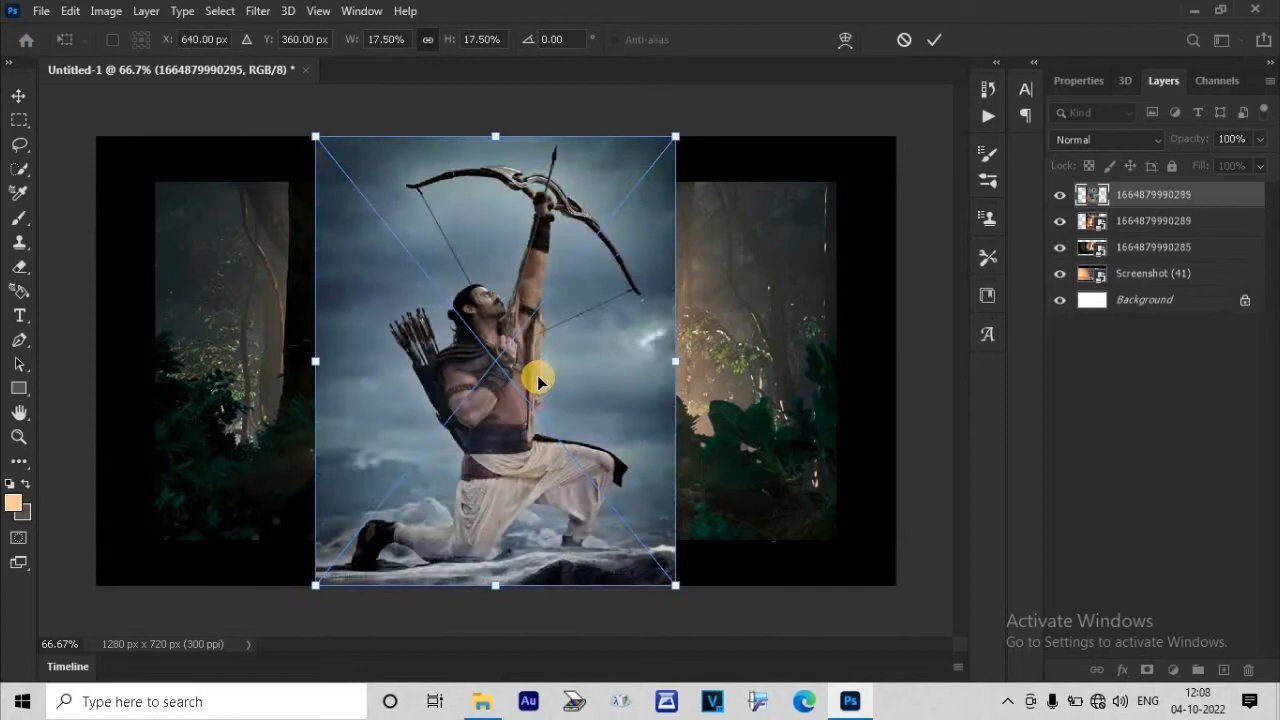 Ps File Edit Image Layer Type Select Filter 3D View Window Help
X: 640.00 px Y: 360.00 px W: 17.50% H: 17.50% 0.00 ° Anti-alias
Untitled-1 @ 66.7% (1664879990295, RGB/8) * ×
Properties 3D Layers Channels
Kind
Normal Opacity: 100%
Lock: Fill: 100%
1664879990295
1664879990289
1664879990285
Screenshot (41)
Background
Activate Windows
Go to Settings to activate Windows.
66.67% 1280 px x 720 px (300 ppi)
Timeline
Type here to search
Au V Ps
ENG
12:08
04-10-2022